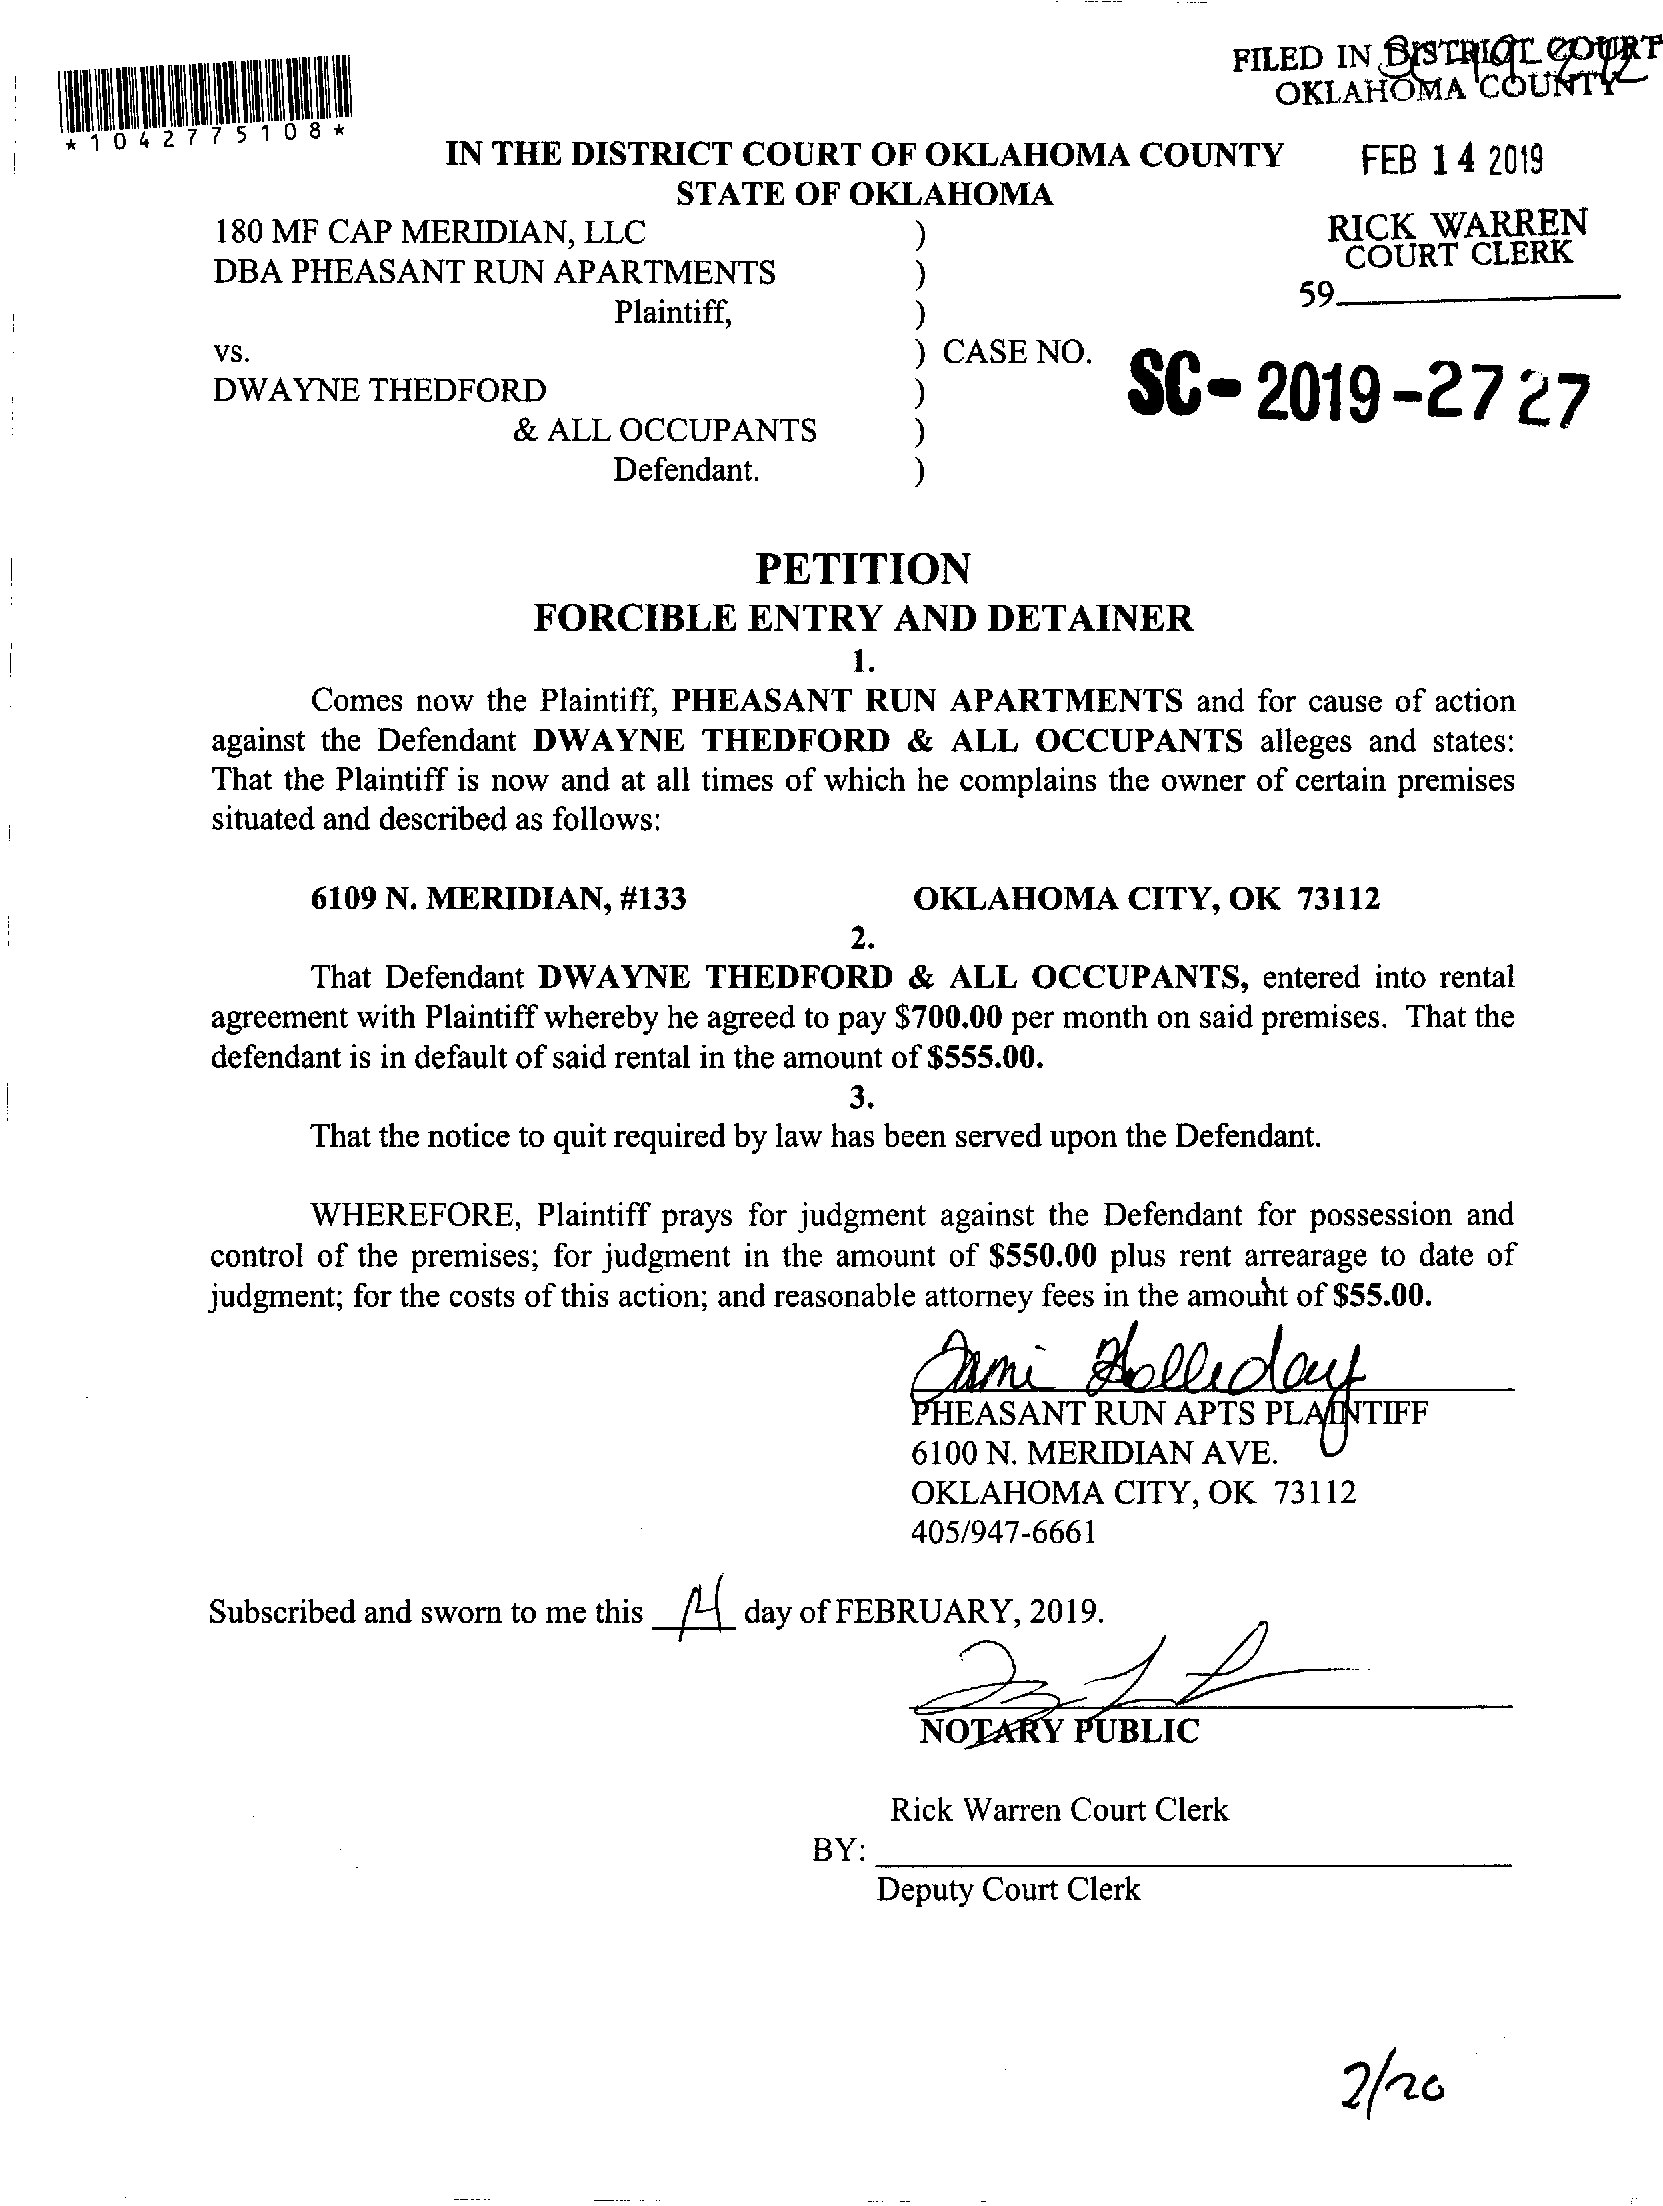 FILED IN DISTRICT COURT
OKLAHOMA COUNTY
*1042775108*
IN THE DISTRICT COURT OF OKLAHOMA COUNTY
FEB 14 2019
STATE OF OKLAHOMA
180 MF CAP MERIDIAN, LLC )
RICK WARREN
COURT CLERK
DBA PHEASANT RUN APARTMENTS )
59
Plaintiff, )
vs. ) CASE NO. SC-2019-2727
DWAYNE THEDFORD )
& ALL OCCUPANTS )
Defendant. )
PETITION
FORCIBLE ENTRY AND DETAINER
1.
Comes now the Plaintiff, PHEASANT RUN APARTMENTS and for cause of action
against the Defendant DWAYNE THEDFORD & ALL OCCUPANTS alleges and states:
That the Plaintiff is now and at all times of which he complains the owner of certain premises
situated and described as follows:
6109 N. MERIDIAN, #133 OKLAHOMA CITY, OK 73112
2.
That Defendant DWAYNE THEDFORD & ALL OCCUPANTS, entered into rental
agreement with Plaintiff whereby he agreed to pay $700.00 per month on said premises. That the
defendant is in default of said rental in the amount of $555.00.
3.
That the notice to quit required by law has been served upon the Defendant.
WHEREFORE, Plaintiff prays for judgment against the Defendant for possession and
control of the premises; for judgment in the amount of $550.00 plus rent arrearage to date of
judgment; for the costs of this action; and reasonable attorney fees in the amount of $55.00.
Jami Holleday
PHEASANT RUN APTS PLAINTIFF
6100 N. MERIDIAN AVE.
OKLAHOMA CITY, OK 73112
405/947-6661
Subscribed and sworn to me this 14 day of FEBRUARY, 2019.
NOTARY PUBLIC
Rick Warren Court Clerk
BY:
Deputy Court Clerk
2/20